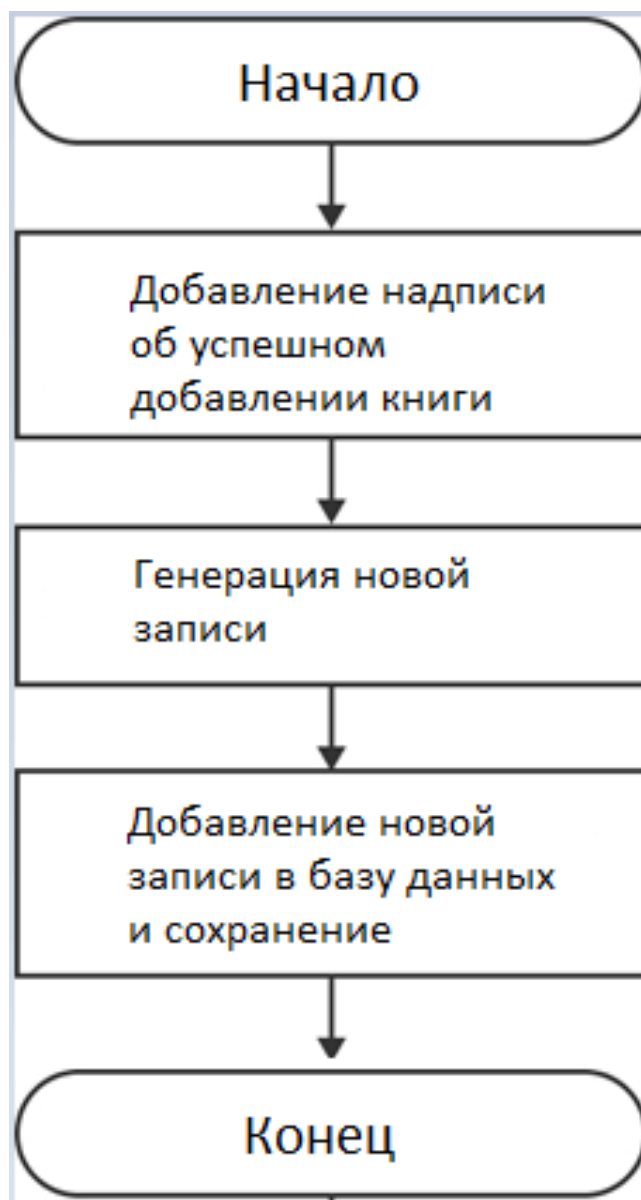 Начало
Добавление надписи
об успешном
добавлении книги
Генерация новой
записи
Добавление новой
записи в базу данных
и сохранение
Конец